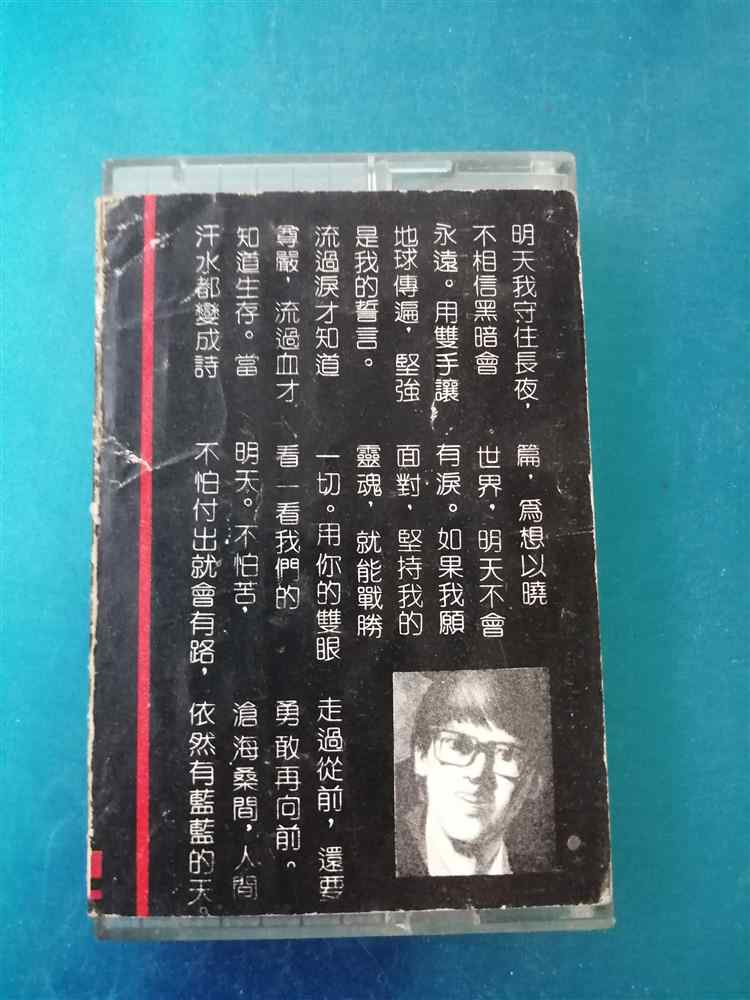 明天我守住長夜，
不相信黑暗會
永遠。用雙手讓
地球傳遍，堅強
是我的誓言。
流過淚才知道
尊嚴，流過血才
知道生存。當
汗水都變成詩
篇，爲想以曉
世界，明天不會
有淚。如果我願
面對，堅持我的
靈魂，就能戰勝
一切。用你的雙眼
看一看我們的
明天。不怕苦，
不怕付出就會有路，
走過從前，還要
勇敢再向前。
滄海桑間，人間
依然有藍藍的天。